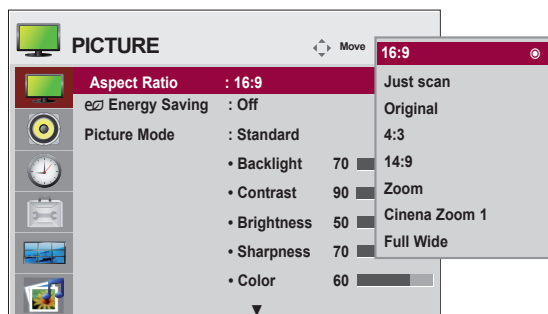 PICTURE
Move
Aspect Ratio : 16:9
Energy Saving : Off
Picture Mode : Standard
• Backlight 70
• Contrast 90
• Brightness 50
• Sharpness 70
• Color 60
16:9
Just scan
Original
4:3
14:9
Zoom
Cinena Zoom 1
Full Wide